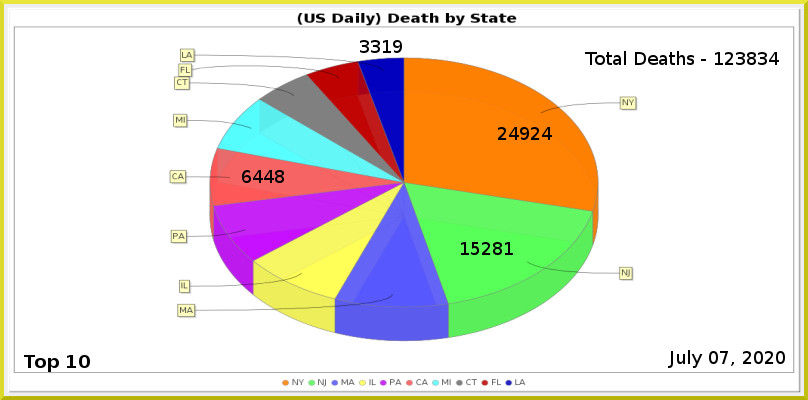 (US Daily) Death by State
3319
Total Deaths - 123834
LA
FL
CT
NY
24924
MI
CA
6448
PA
15281
NJ
IL
MA
Top 10
July 07, 2020
NY NJ MA IL PA CA MI CT FL LA